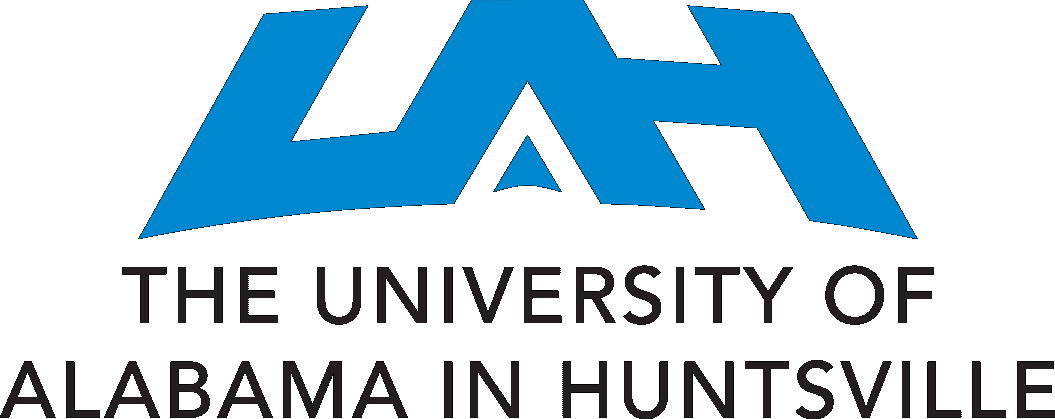 UAH
THE UNIVERSITY OF
ALABAMA IN HUNTSVILLE